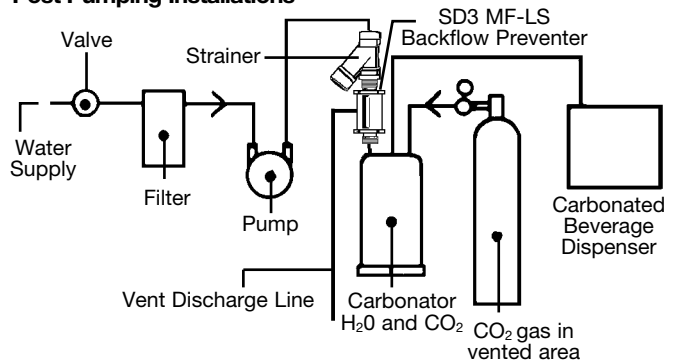 Post Pumping Installations
Valve
Strainer
SD3 MF-LS
Backflow Preventer
Water
Supply
Filter
Pump
Carbonated
Beverage
Dispenser
Vent Discharge Line
Carbonator
H₂0 and CO₂
CO₂ gas in
vented area